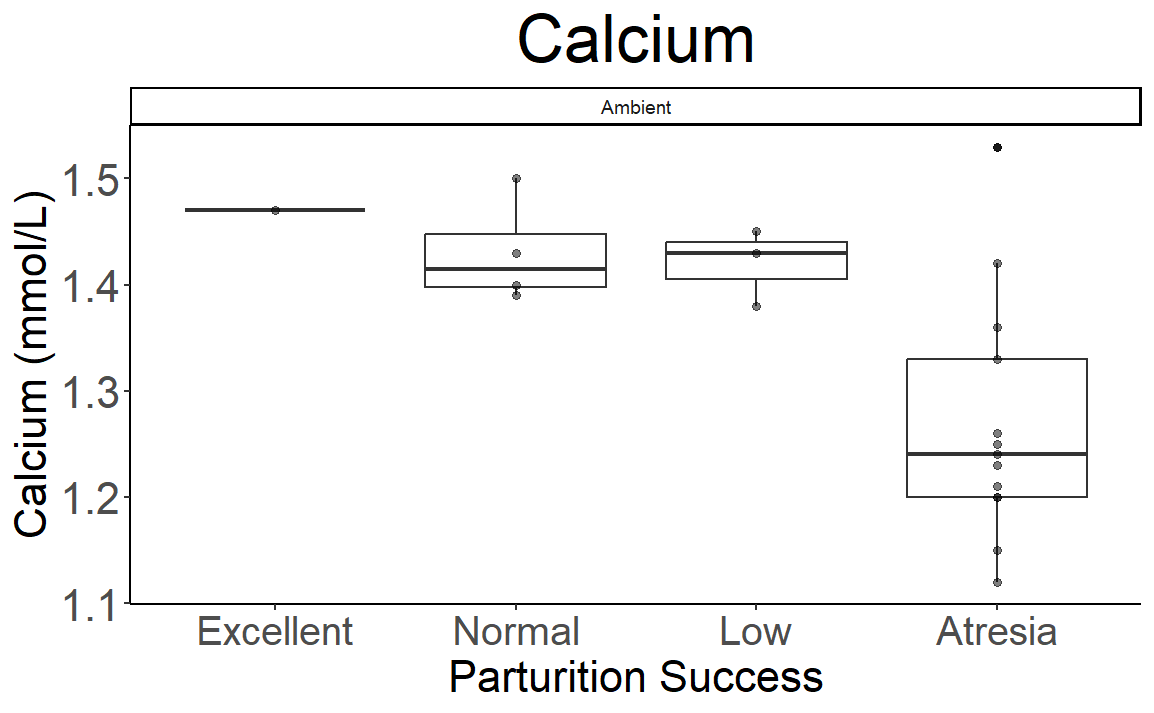 Calcium
Ambient
Calcium (mmol/L)
1.5
1.4
1.3
1.2
1.1
Excellent Normal Low Atresia
Parturition Success